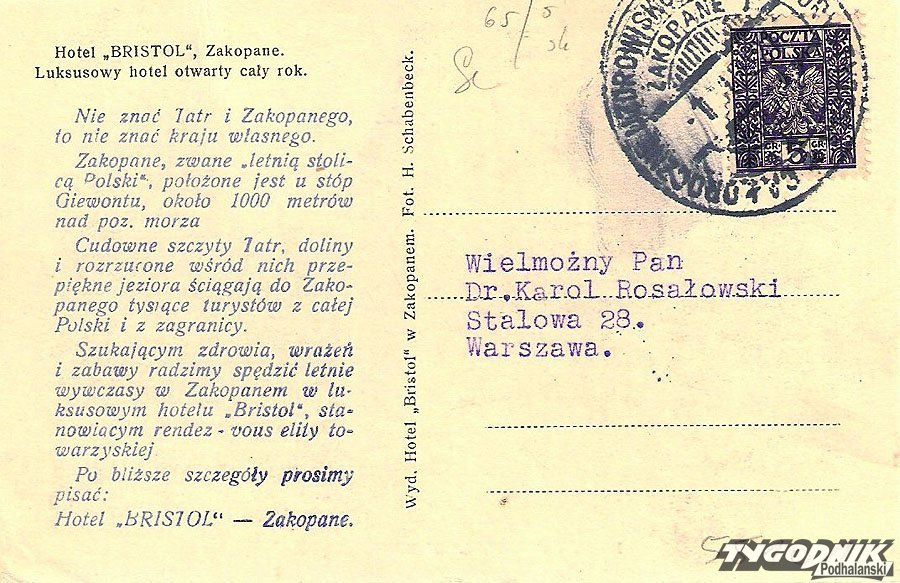 Hotel „BRISTOL", Zakopane.
Luksusowy hotel otwarty cały rok.
Nie znać Tatr i Zakopanego,
to nie znać kraju własnego.
Zakopane, zwane „letnią stoli-
cą Polski", położone jest u stóp
Giewontu, około 1000 metrów
nad poz. morza
Cudowne szczyty Tatr, doliny
i rozrzucone wśród nich prze-
piękne jeziora ściągają do Zako-
panego tysiące turystów z całej
Polski i z zagranicy.
Szukającym zdrowia, wrażeń
i zabawy radzimy spędzić letnie
wywczasy w Zakopanem w lu-
ksusowym hotelu „Bristol", sta-
nowiącym rendez - vous elity to-
warzyskiej
Po bliższe szczegóły prosimy
pisać:
Hotel „BRISTOL" — Zakopane.
Wyd. Hotel „Bristol" w Zakopanem. Fot. H. Schabenbeck.
65
ZAKOPANE 1
POCZTA
POLSKA
GR 5 GR
Wielmożny Pan
Dr.Karol Rosałowski
Stalowa 28.
Warszawa.
TYGODNIK
Podhalański